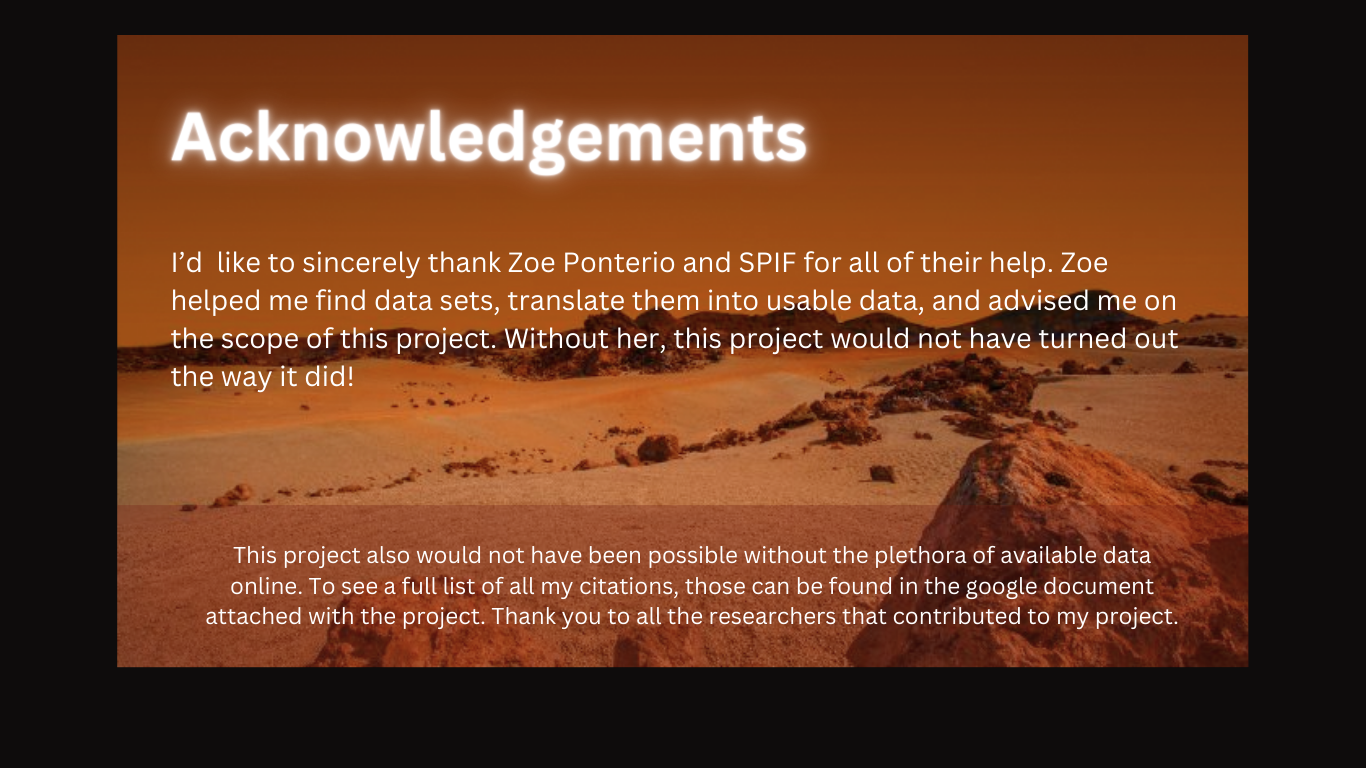 Acknowledgements
I’d  like to sincerely thank Zoe Ponterio and SPIF for all of their help. Zoe
helped me find data sets, translate them into usable data, and advised me on
the scope of this project. Without her, this project would not have turned out
the way it did!
This project also would not have been possible without the plethora of available data
online. To see a full list of all my citations, those can be found in the google document
attached with the project. Thank you to all the researchers that contributed to my project.